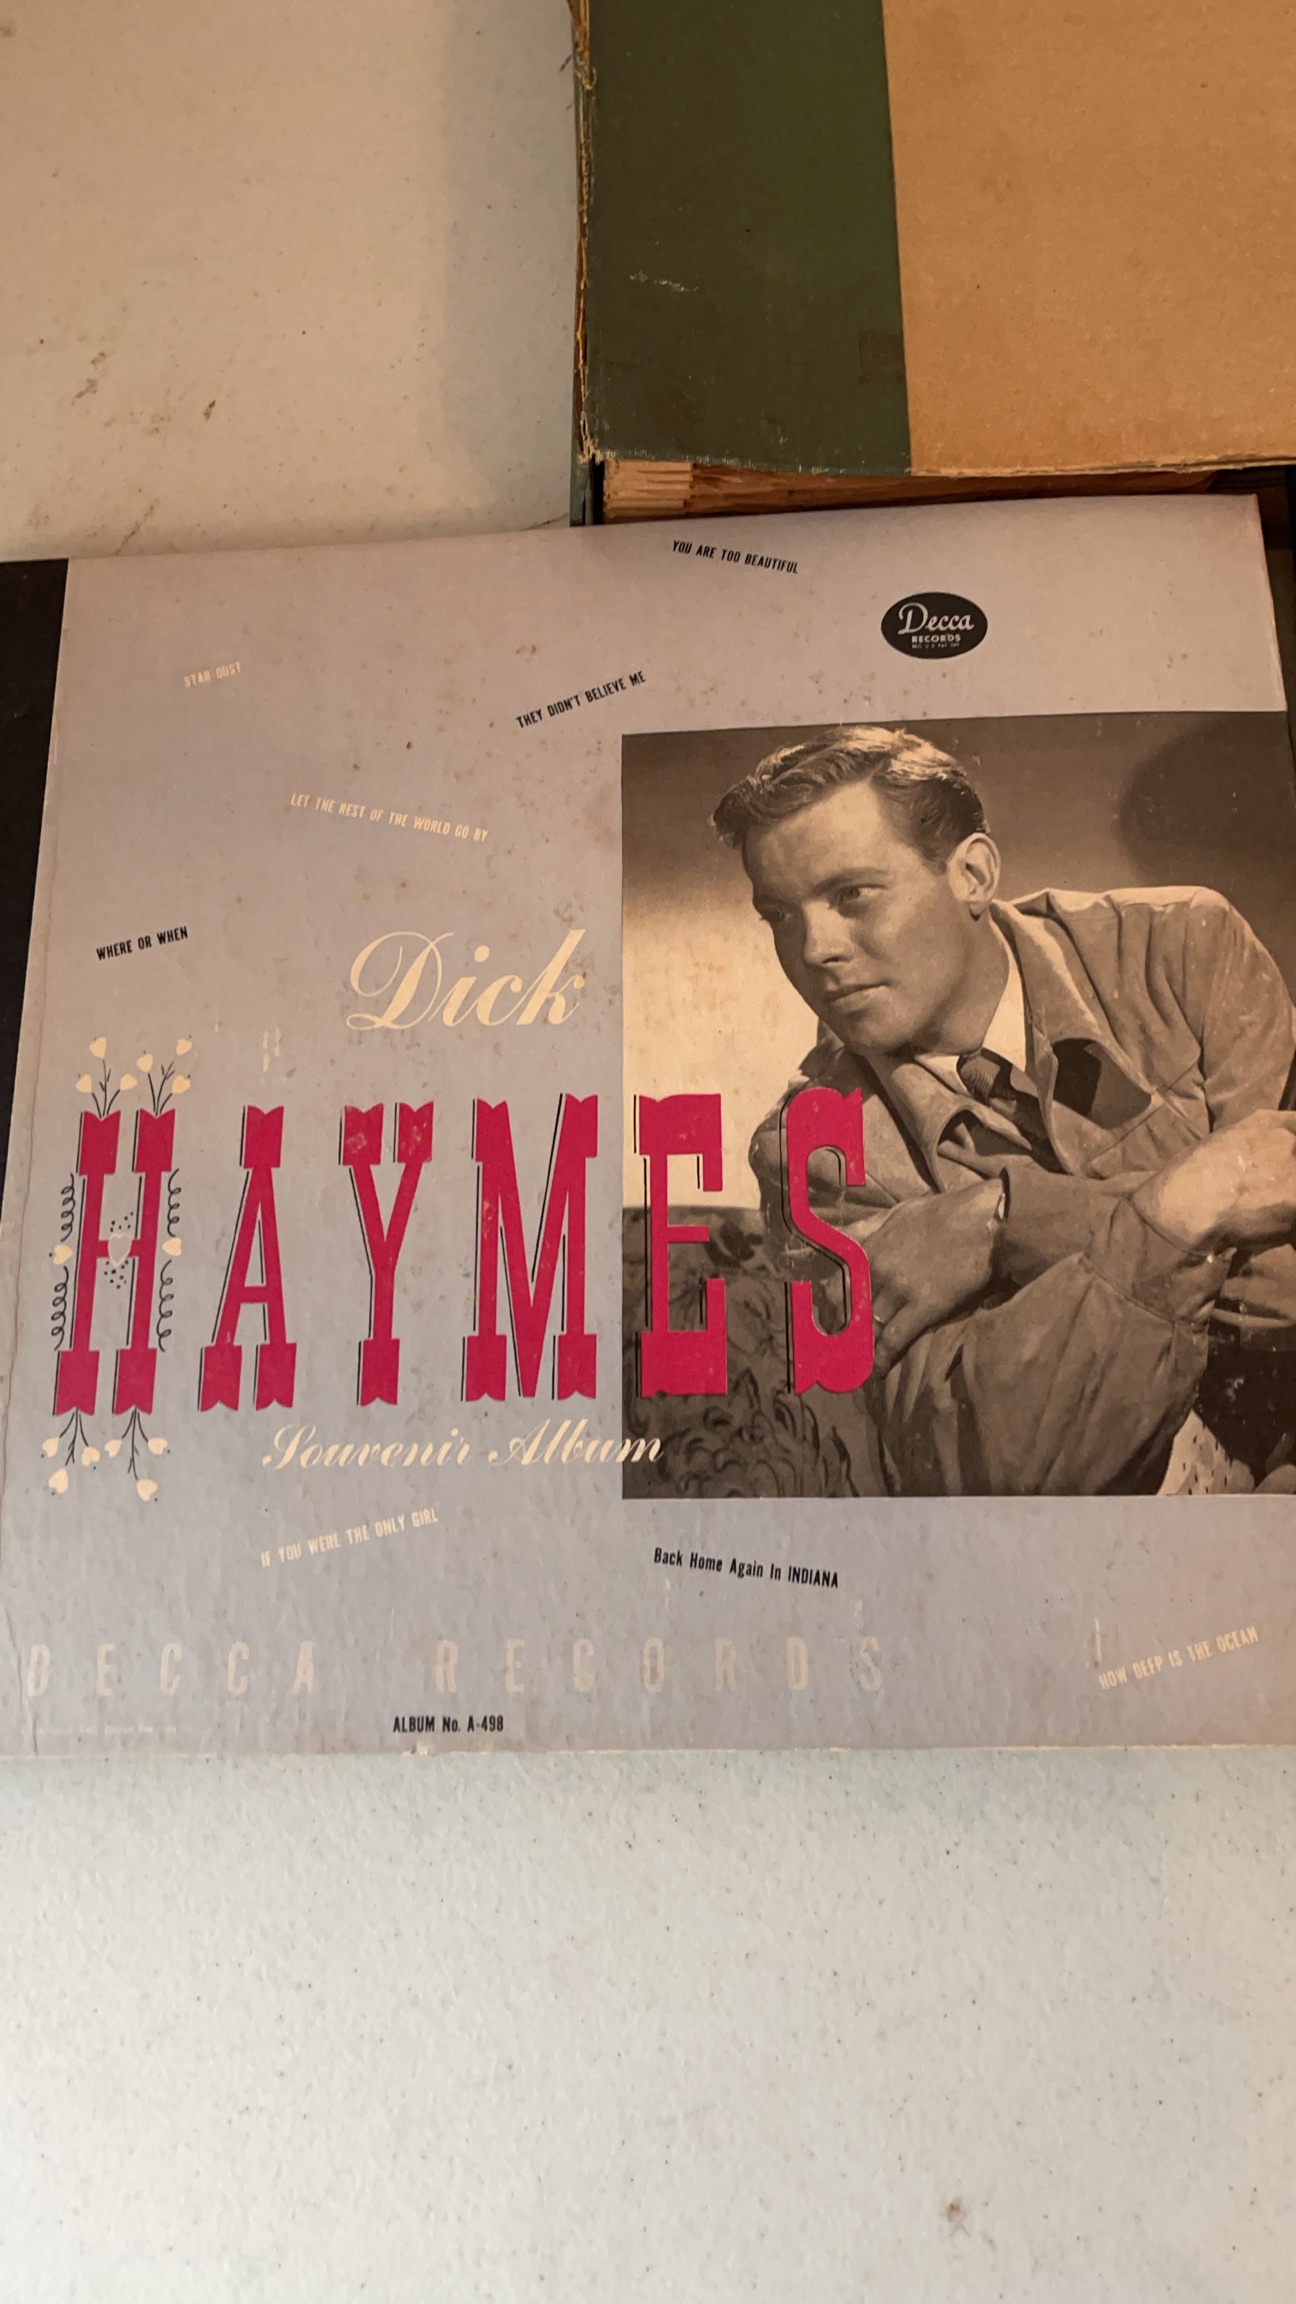 YOU ARE TOO BEAUTIFUL
Decca
RECORDS
STAR DUST
THEY DIDN'T BELIEVE ME
LET THE REST OF THE WORLD GO BY
WHERE OR WHEN
Dick
HAYMES
Souvenir Album
IF YOU WERE THE ONLY GIRL
Back Home Again In INDIANA
HOW DEEP IS THE OCEAN
DECCA RECORDS
ALBUM No. A-498